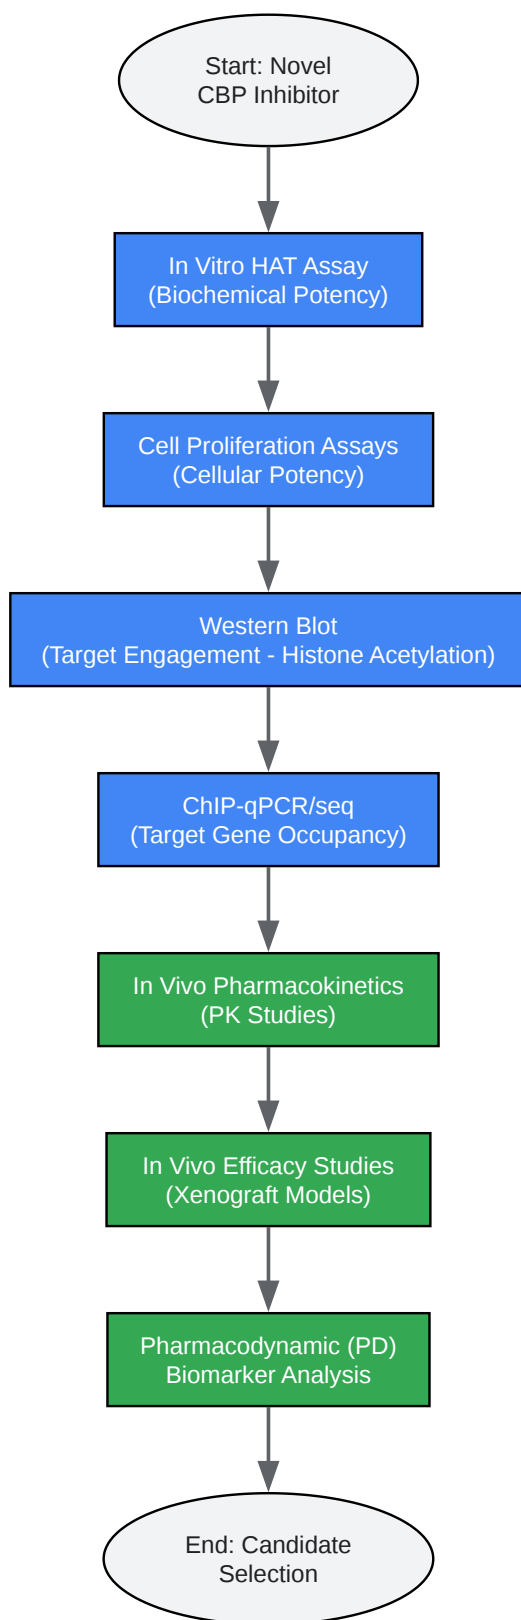 Start: Novel
CBP Inhibitor
In Vitro HAT Assay
(Biochemical Potency)
Cell Proliferation Assays
(Cellular Potency)
Western Blot
(Target Engagement - Histone Acetylation)
ChIP-qPCR/seq
(Target Gene Occupancy)
In Vivo Pharmacokinetics
(PK Studies)
In Vivo Efficacy Studies
(Xenograft Models)
Pharmacodynamic (PD)
Biomarker Analysis
End: Candidate
Selection